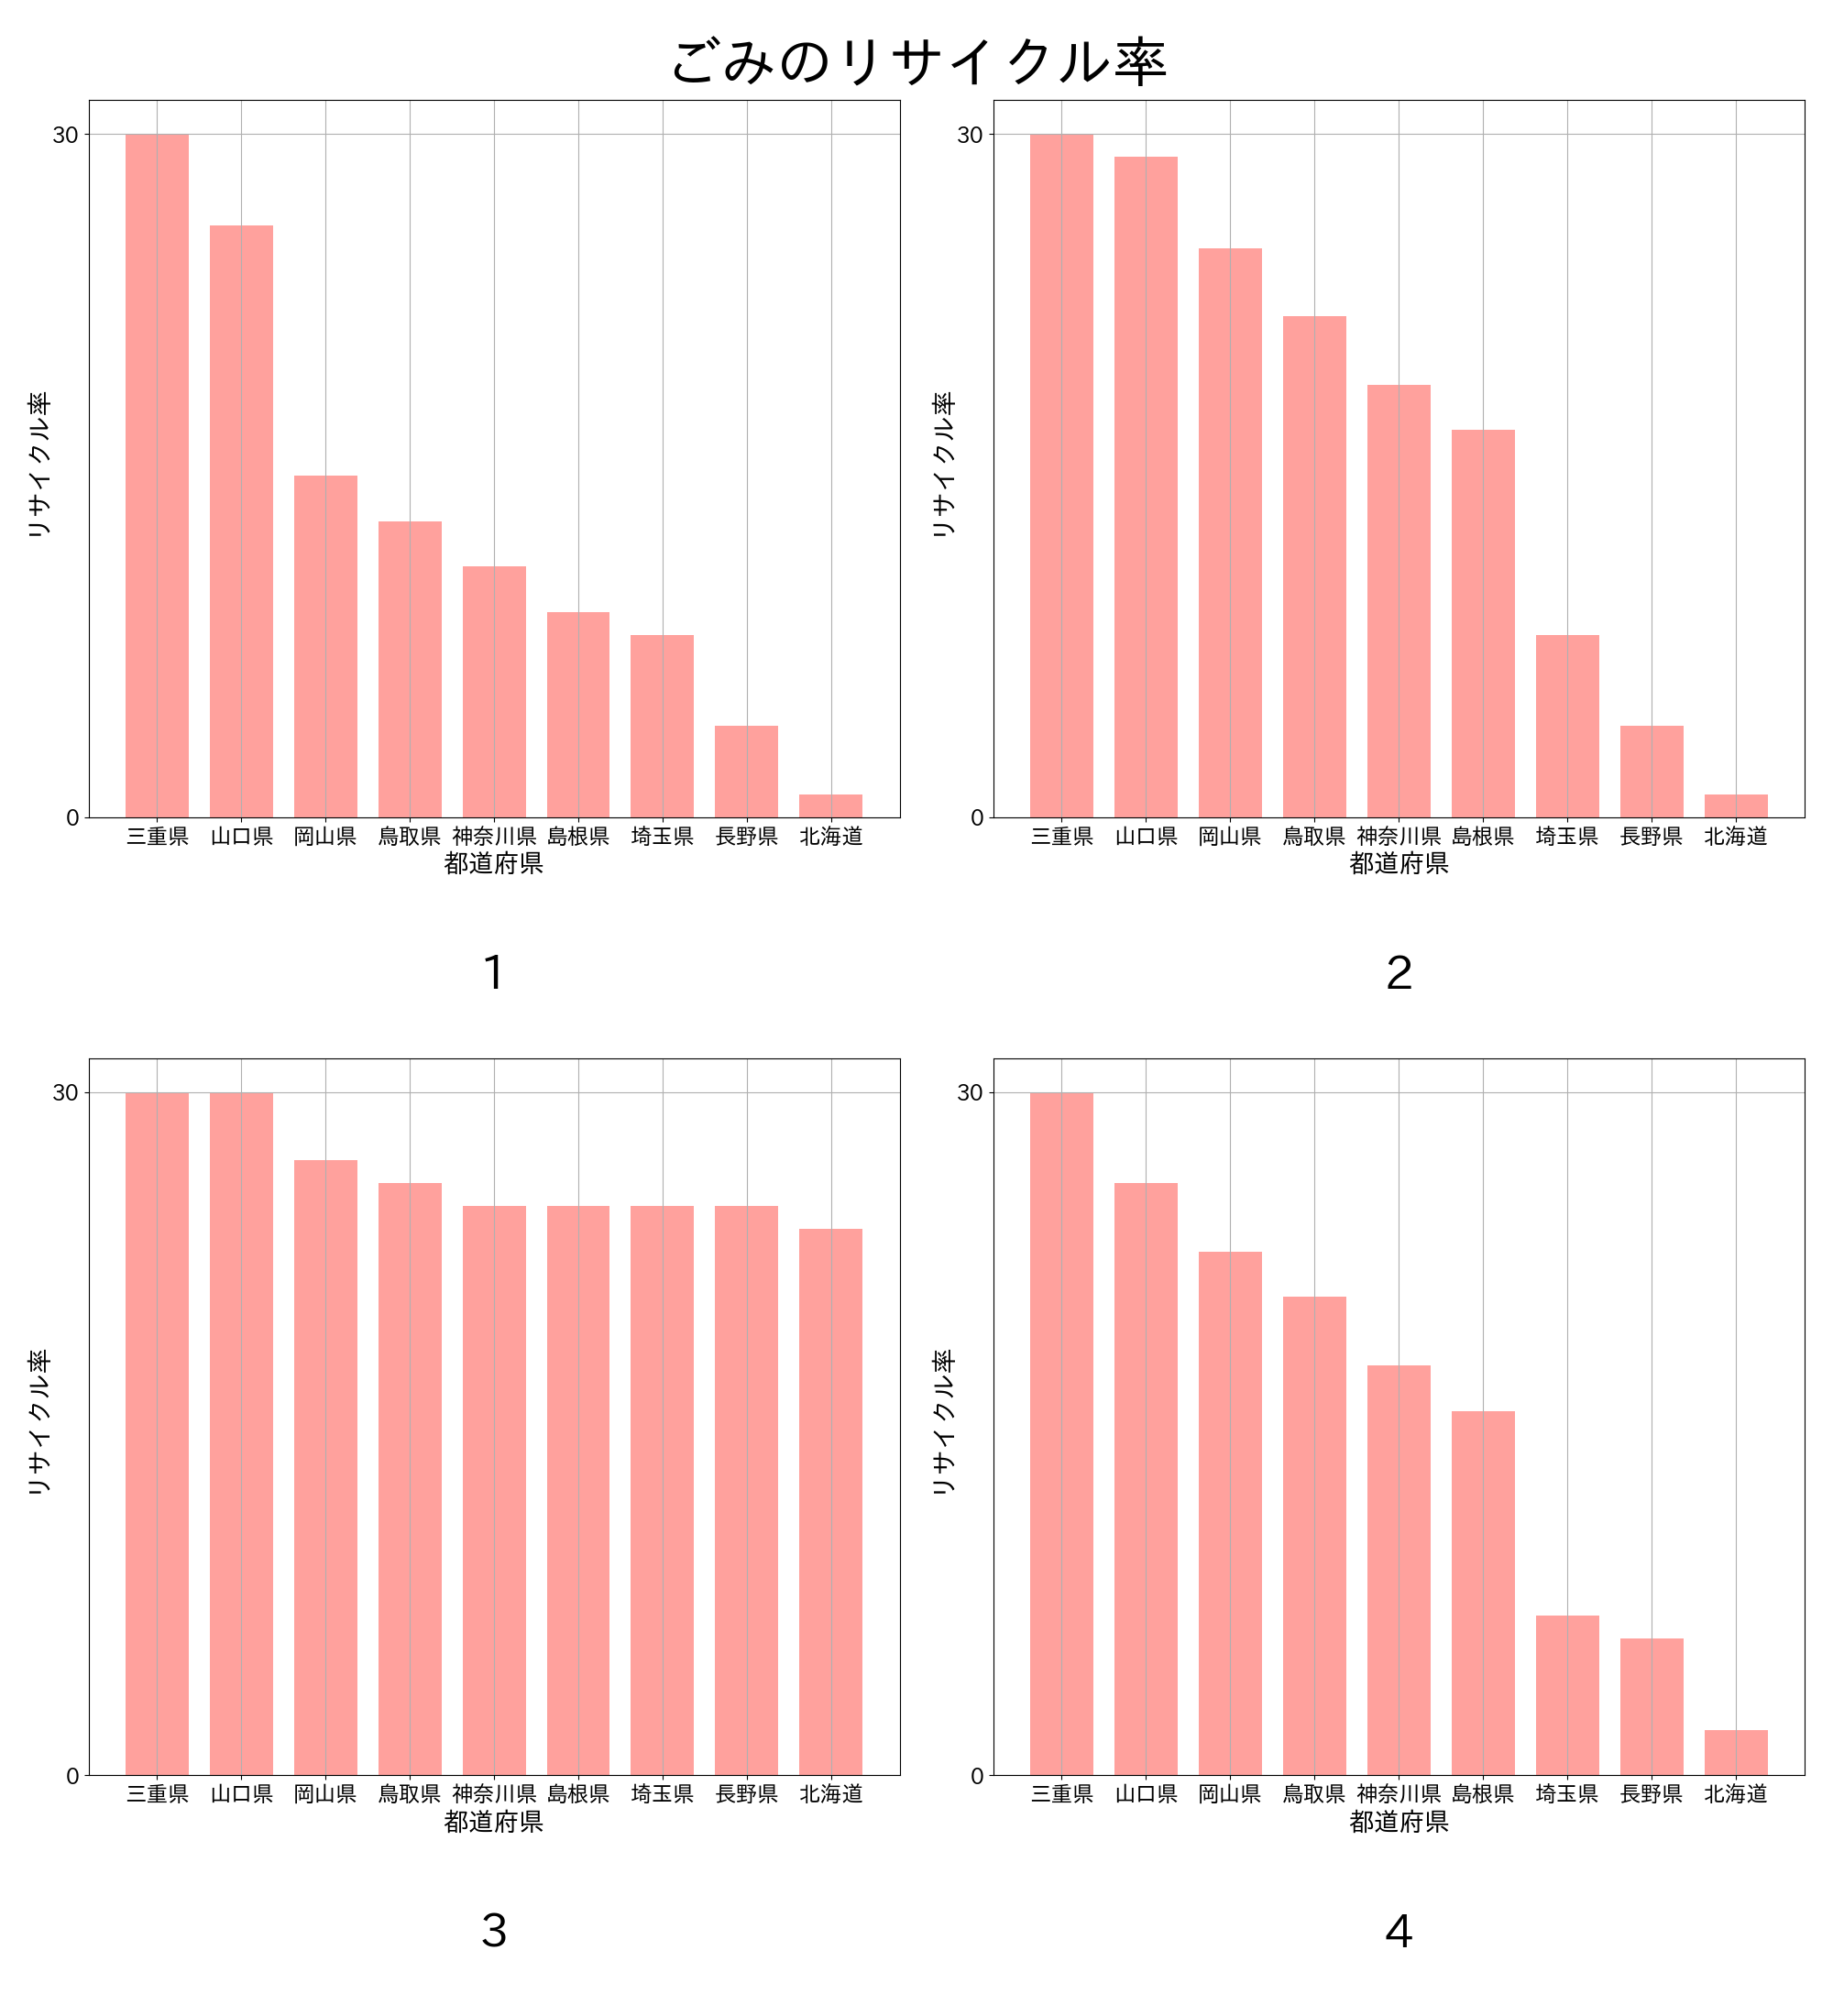 ごみのリサイクル率
30
0
リサイクル率
三重県 山口県 岡山県 鳥取県 神奈川県 島根県 埼玉県 長野県 北海道
都道府県
1
30
0
リサイクル率
三重県 山口県 岡山県 鳥取県 神奈川県 島根県 埼玉県 長野県 北海道
都道府県
2
30
0
リサイクル率
三重県 山口県 岡山県 鳥取県 神奈川県 島根県 埼玉県 長野県 北海道
都道府県
3
30
0
リサイクル率
三重県 山口県 岡山県 鳥取県 神奈川県 島根県 埼玉県 長野県 北海道
都道府県
4